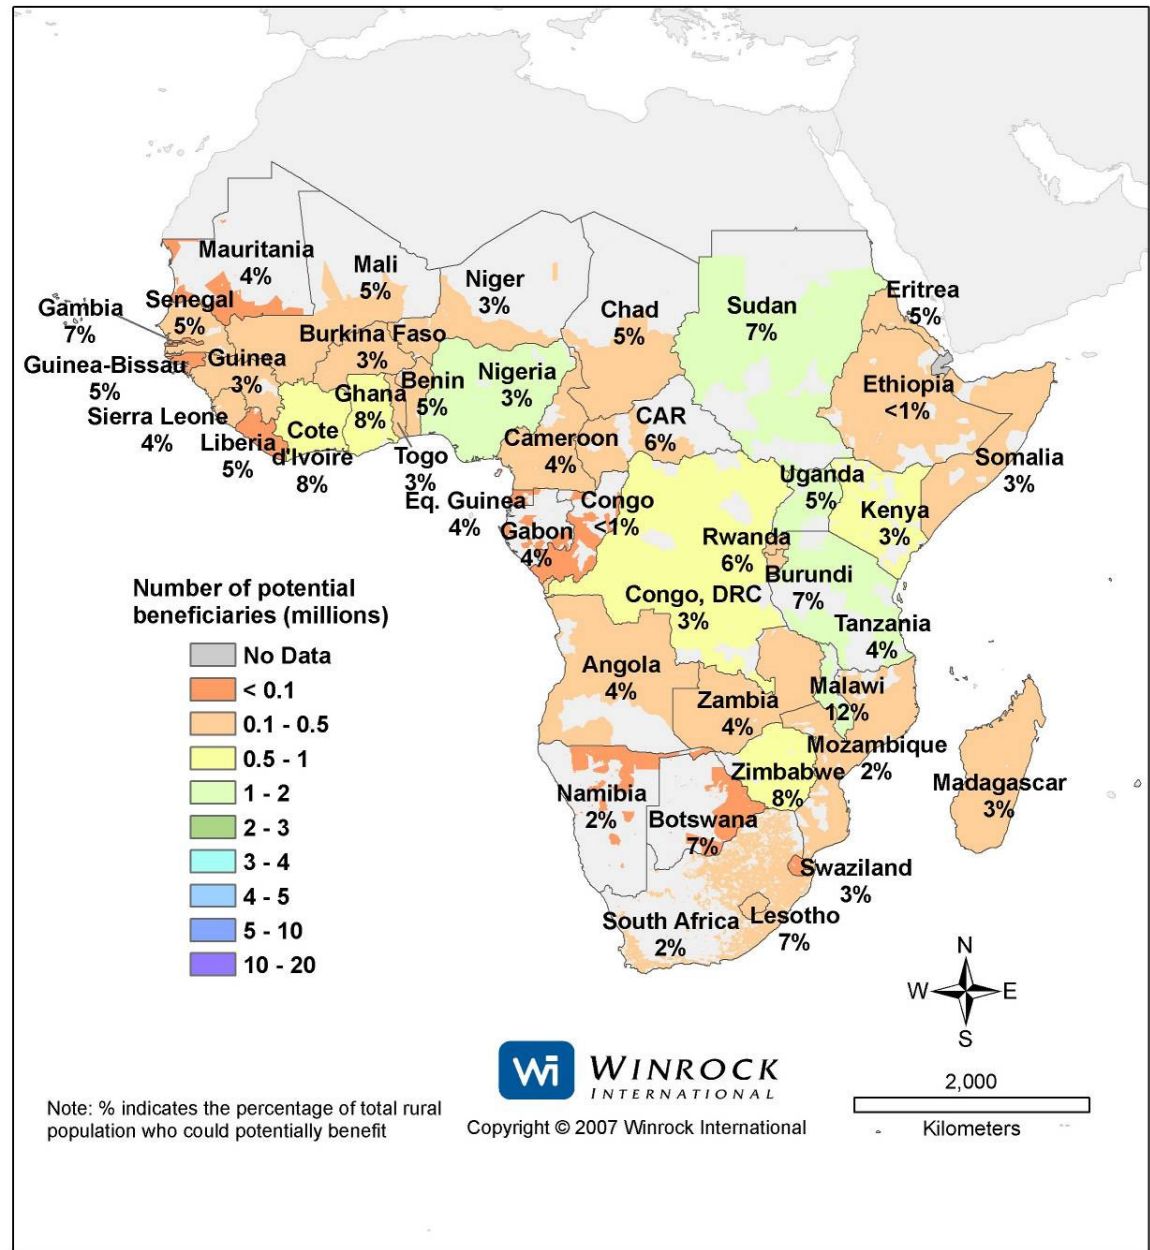 Mauritania
4%
Mali
5%
Niger
3%
Chad
5%
Sudan
7%
Eritrea
5%
Gambia
7%
Senegal
5%
Burkina Faso
3%
Guinea-Bissau
5%
Guinea
3%
Ghana
8%
Benin
5%
Nigeria
3%
Ethiopia
<1%
Sierra Leone
4%
Liberia
5%
Cote
d'Ivoire
8%
Togo
3%
Cameroon
4%
CAR
6%
Somalia
3%
Eq. Guinea
4%
Gabon
4%
Congo
<1%
Uganda
5%
Kenya
3%
Rwanda
6%
Burundi
7%
Congo, DRC
3%
Tanzania
4%
Angola
4%
Zambia
4%
Malawi
12%
Mozambique
2%
Zimbabwe
8%
Madagascar
3%
Namibia
2%
Botswana
7%
Swaziland
3%
South Africa
2%
Lesotho
7%
Number of potential
beneficiaries (millions)
No Data
< 0.1
0.1 - 0.5
0.5 - 1
1 - 2
2 - 3
3 - 4
4 - 5
5 - 10
10 - 20
N
W E
S
Wi WINROCK
INTERNATIONAL
Copyright © 2007 Winrock International
2,000
Kilometers
Note: % indicates the percentage of total rural
population who could potentially benefit